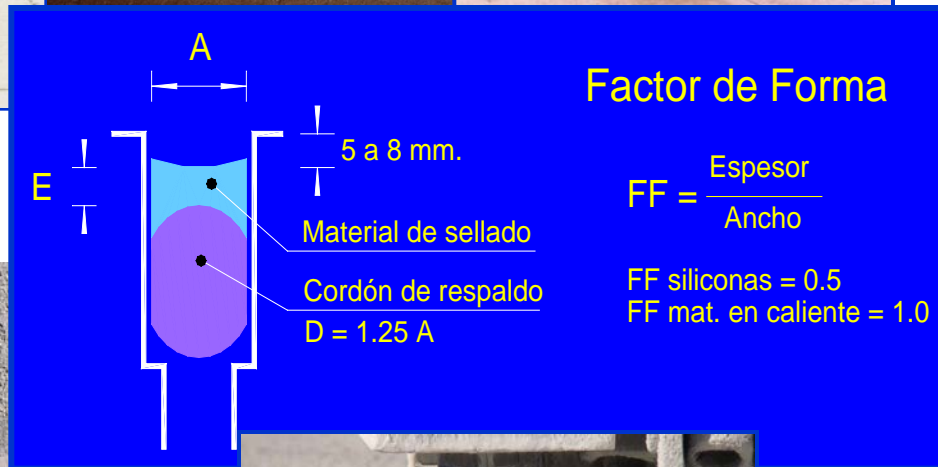 A
Factor de Forma
5 a 8 mm.
E
FF = Espesor
Ancho
Material de sellado
Cordón de respaldo
D = 1.25 A
FF siliconas = 0.5
FF mat. en caliente = 1.0